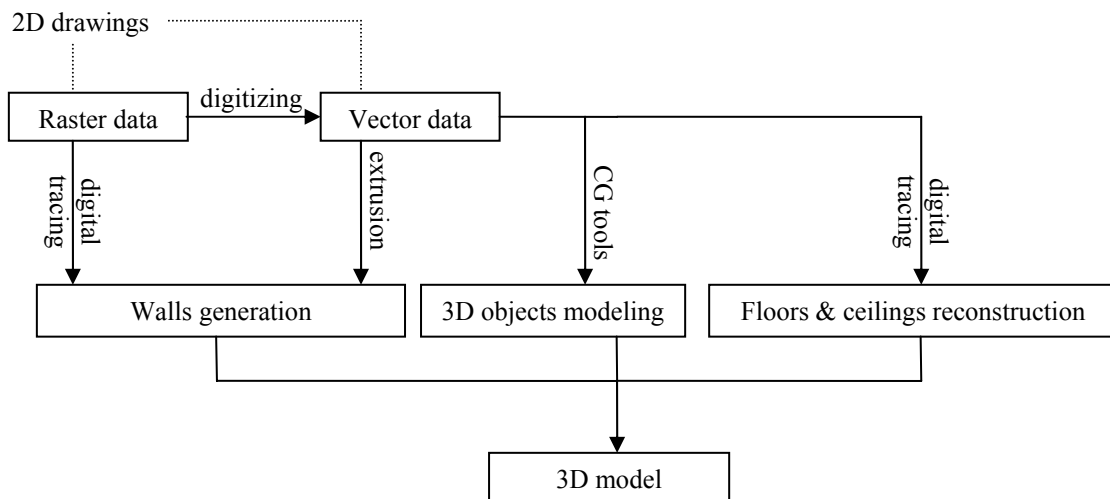 2D drawings
digitizing
Raster data
Vector data
digital
tracing
extrusion
CG tools
digital
tracing
Walls generation
3D objects modeling
Floors & ceilings reconstruction
3D model